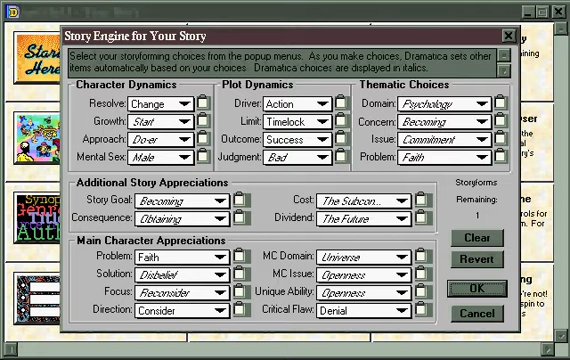 Story Engine for Your Story
Select your storyforming choices from the popup menus. As you make choices, Dramatica sets other
items automatically based on your choices. Dramatica choices are displayed in italics.
Character Dynamics
Resolve: Change
Growth: Start
Approach: Do-er
Mental Sex: Male
Plot Dynamics
Driver: Action
Limit: Timelock
Outcome: Success
Judgment: Bad
Thematic Choices
Domain: Psychology
Concern: Becoming
Issue: Commitment
Problem: Faith
Additional Story Appreciations
Story Goal: Becoming
Consequence: Obtaining
Cost: The Subcon...
Dividend: The Future
Storyforms
Remaining:
1
Main Character Appreciations
Problem: Faith
Solution: Disbelief
Focus: Reconsider
Direction: Consider
MC Domain: Universe
MC Issue: Openness
Unique Ability: Openness
Critical Flaw: Denial
Clear
Revert
OK
Cancel
Start
Here